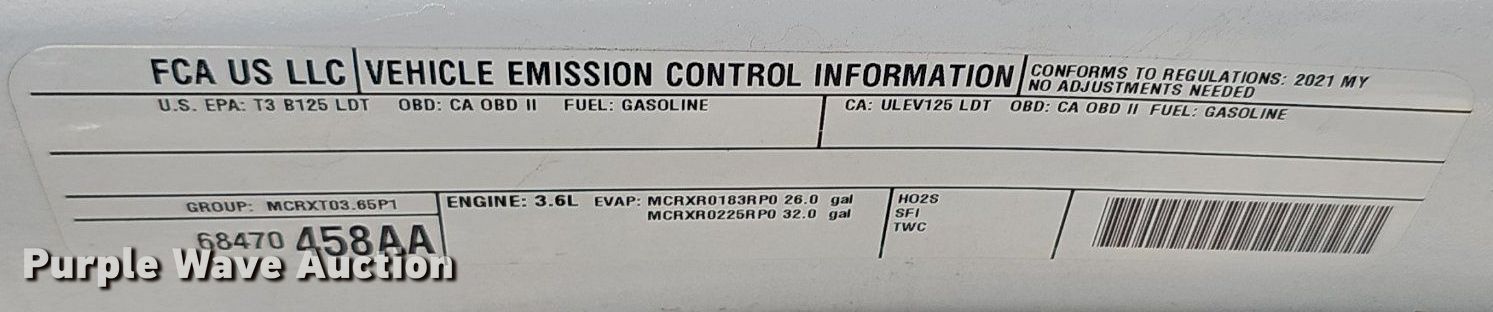 FCA US LLC VEHICLE EMISSION CONTROL INFORMATION
CONFORMS TO REGULATIONS: 2021 MY
NO ADJUSTMENTS NEEDED
U.S. EPA: T3 B125 LDT OBD: CA OBD II FUEL: GASOLINE
CA: ULEV125 LDT OBD: CA OBD II FUEL: GASOLINE
GROUP: MCRXT03.65P1
68470 458AA
ENGINE: 3.6L EVAP: MCRXR0183RP0 26.0 gal
MCRXR0225RP0 32.0 gal
HO2S
SFI
TWC
Purple Wave Auction